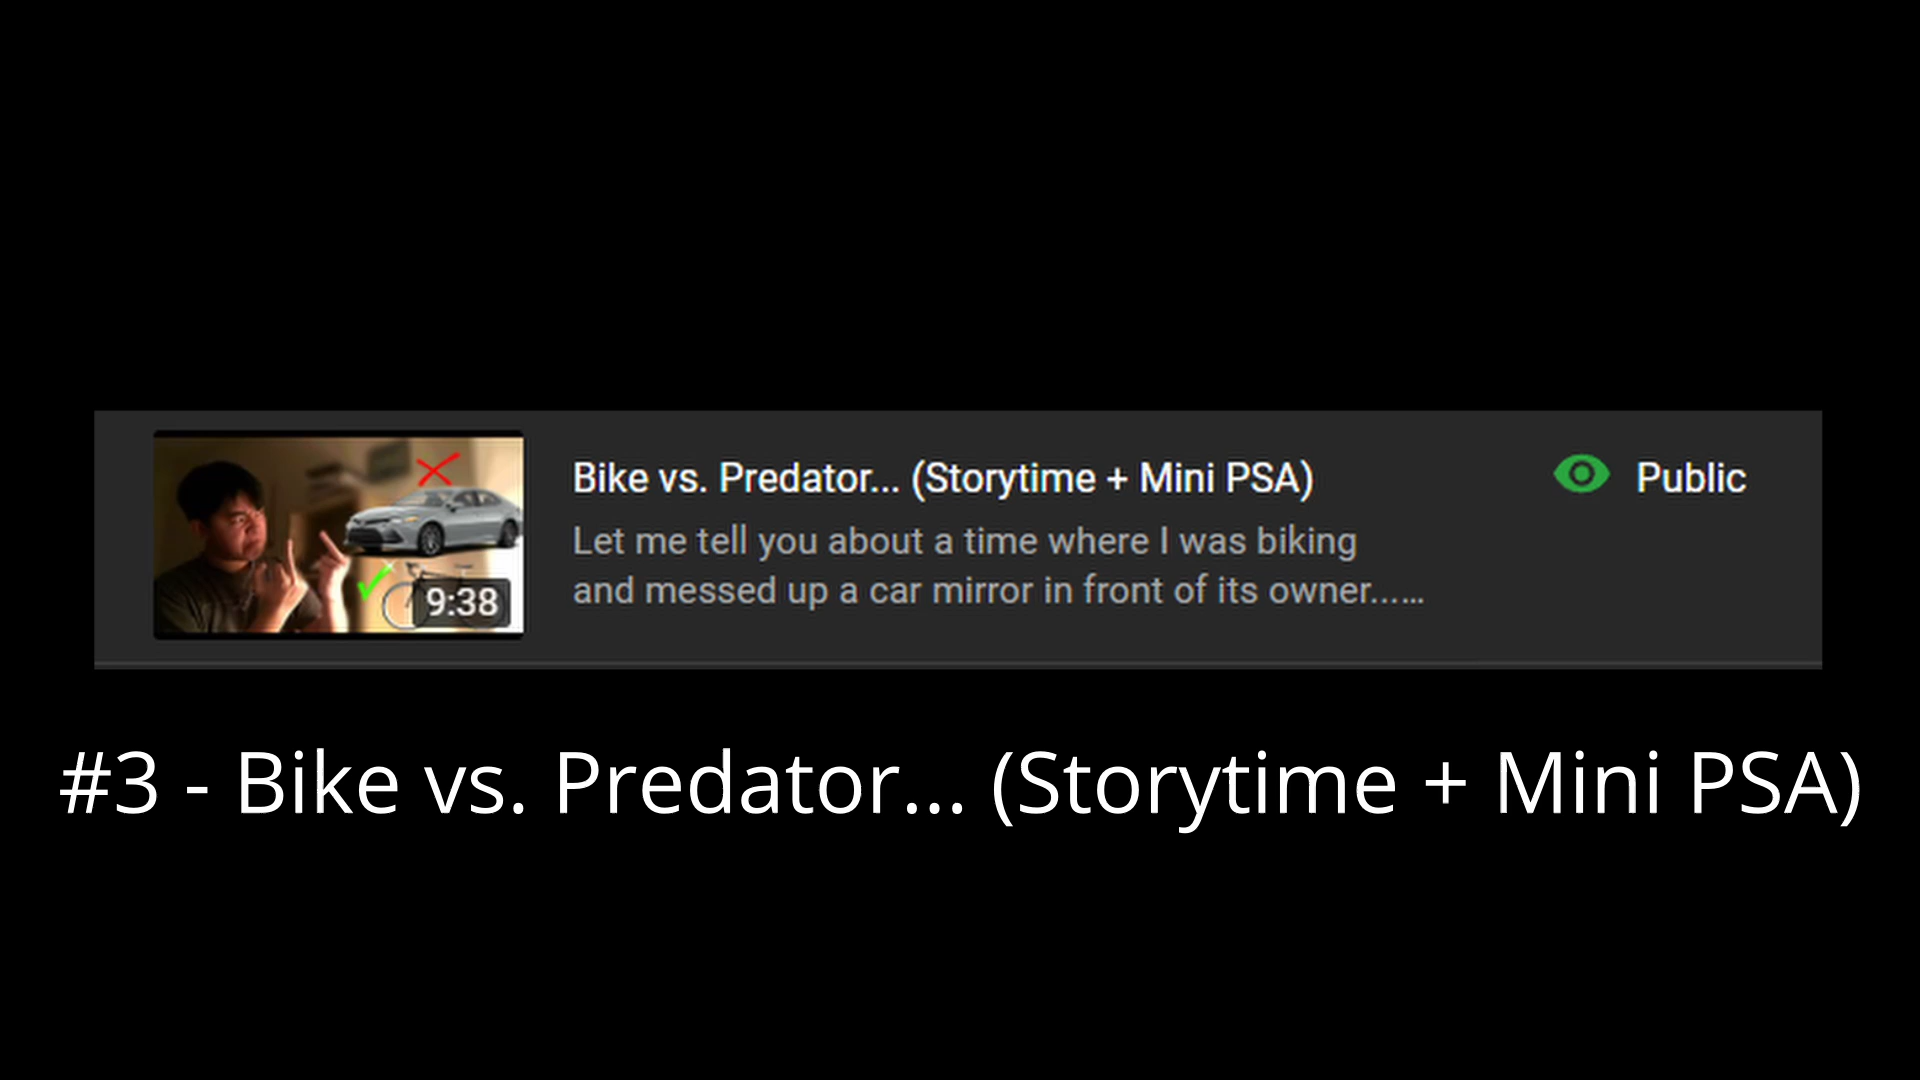 Bike vs. Predator... (Storytime + Mini PSA)
Public
Let me tell you about a time where I was biking
and messed up a car mirror in front of its owner......
9:38
#3 - Bike vs. Predator... (Storytime + Mini PSA)